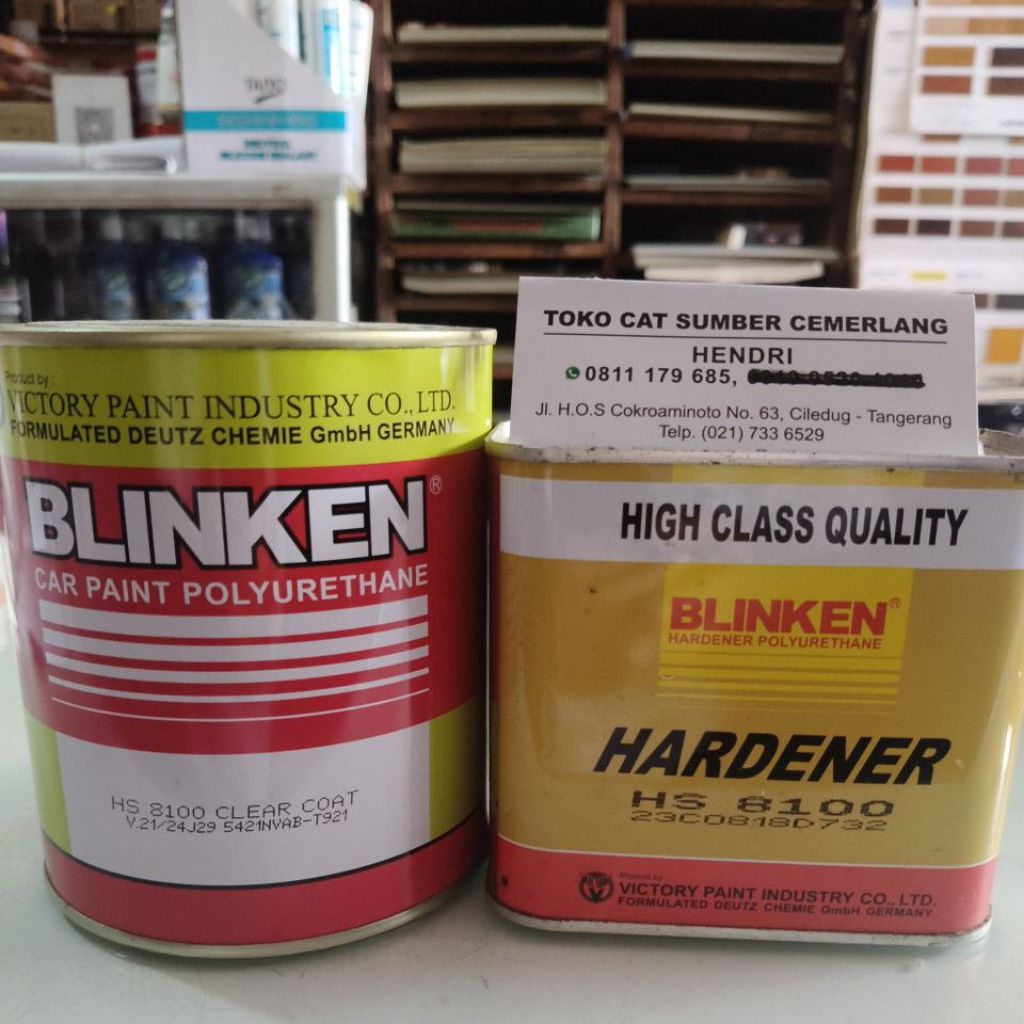 TAIYO
TOKO CAT SUMBER CEMERLANG
HENDRI
0811 179 685,
Jl. H.O.S Cokroaminoto No. 63, Ciledug - Tangerang
Telp. (021) 733 6529
Product by :
VICTORY PAINT INDUSTRY CO., LTD.
FORMULATED DEUTZ CHEMIE GmbH GERMANY
BLINKEN®
CAR PAINT POLYURETHANE
HS 8100 CLEAR COAT
V.21/24J29 5421NVAB-T921
HIGH CLASS QUALITY
BLINKEN®
HARDENER POLYURETHANE
HARDENER
HS 8100
23C0818D732
Product by
VICTORY PAINT INDUSTRY CO., LTD.
FORMULATED DEUTZ CHEMIE GmbH GERMANY